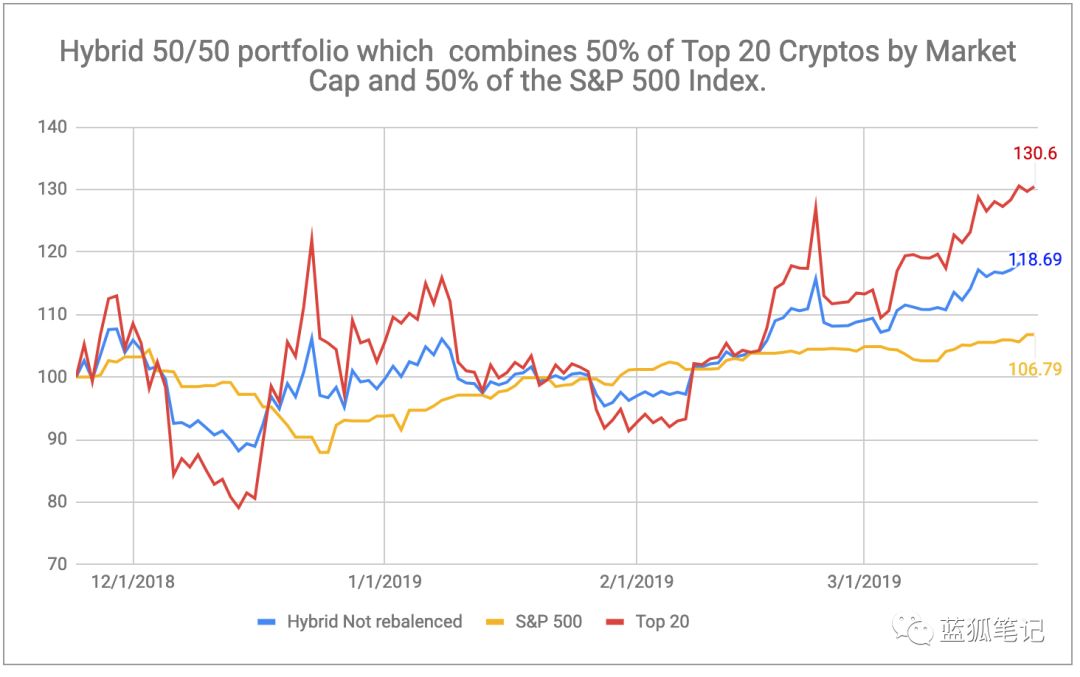 Hybrid 50/50 portfolio which  combines 50% of Top 20 Cryptos by Market
Cap and 50% of the S&P 500 Index.
140
130.6
130
120
118.69
110
106.79
100
90
80
70
12/1/2018
1/1/2019
2/1/2019
3/1/2019
Hybrid Not rebalenced
S&P 500
Top 20
蓝狐笔记